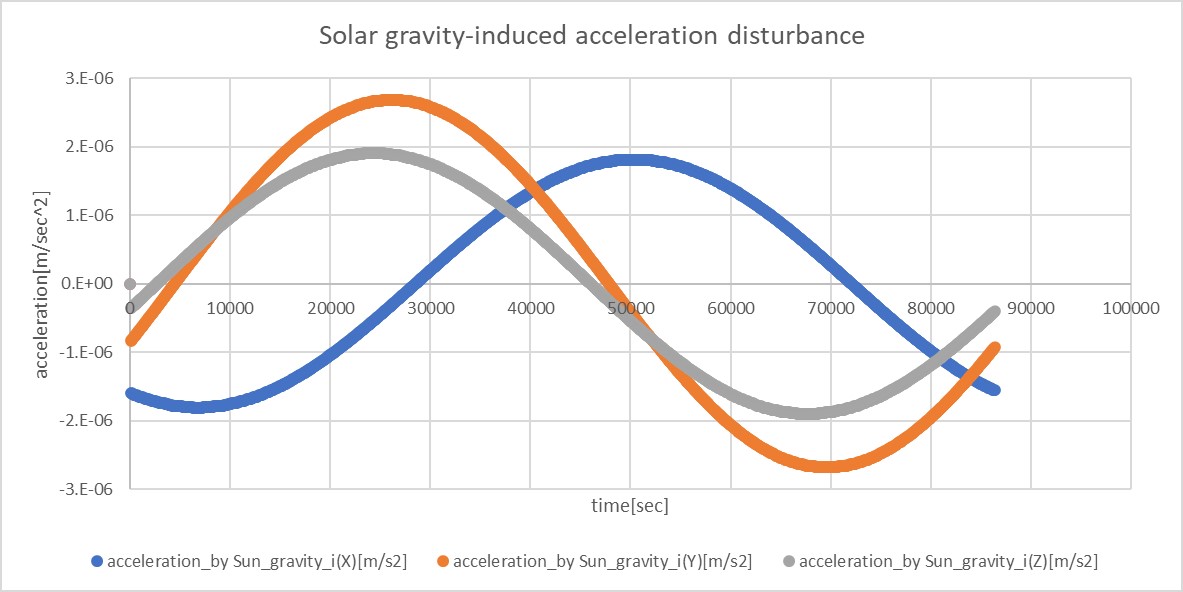 Solar gravity-induced acceleration disturbance
3.E-06
2.E-06
1.E-06
0.E+00
-1.E-06
-2.E-06
-3.E-06
acceleration[m/sec^2]
0 10000 20000 30000 40000 50000 60000 70000 80000 90000 100000
time[sec]
acceleration_by Sun_gravity_i(X)[m/s2] acceleration_by Sun_gravity_i(Y)[m/s2] acceleration_by Sun_gravity_i(Z)[m/s2]